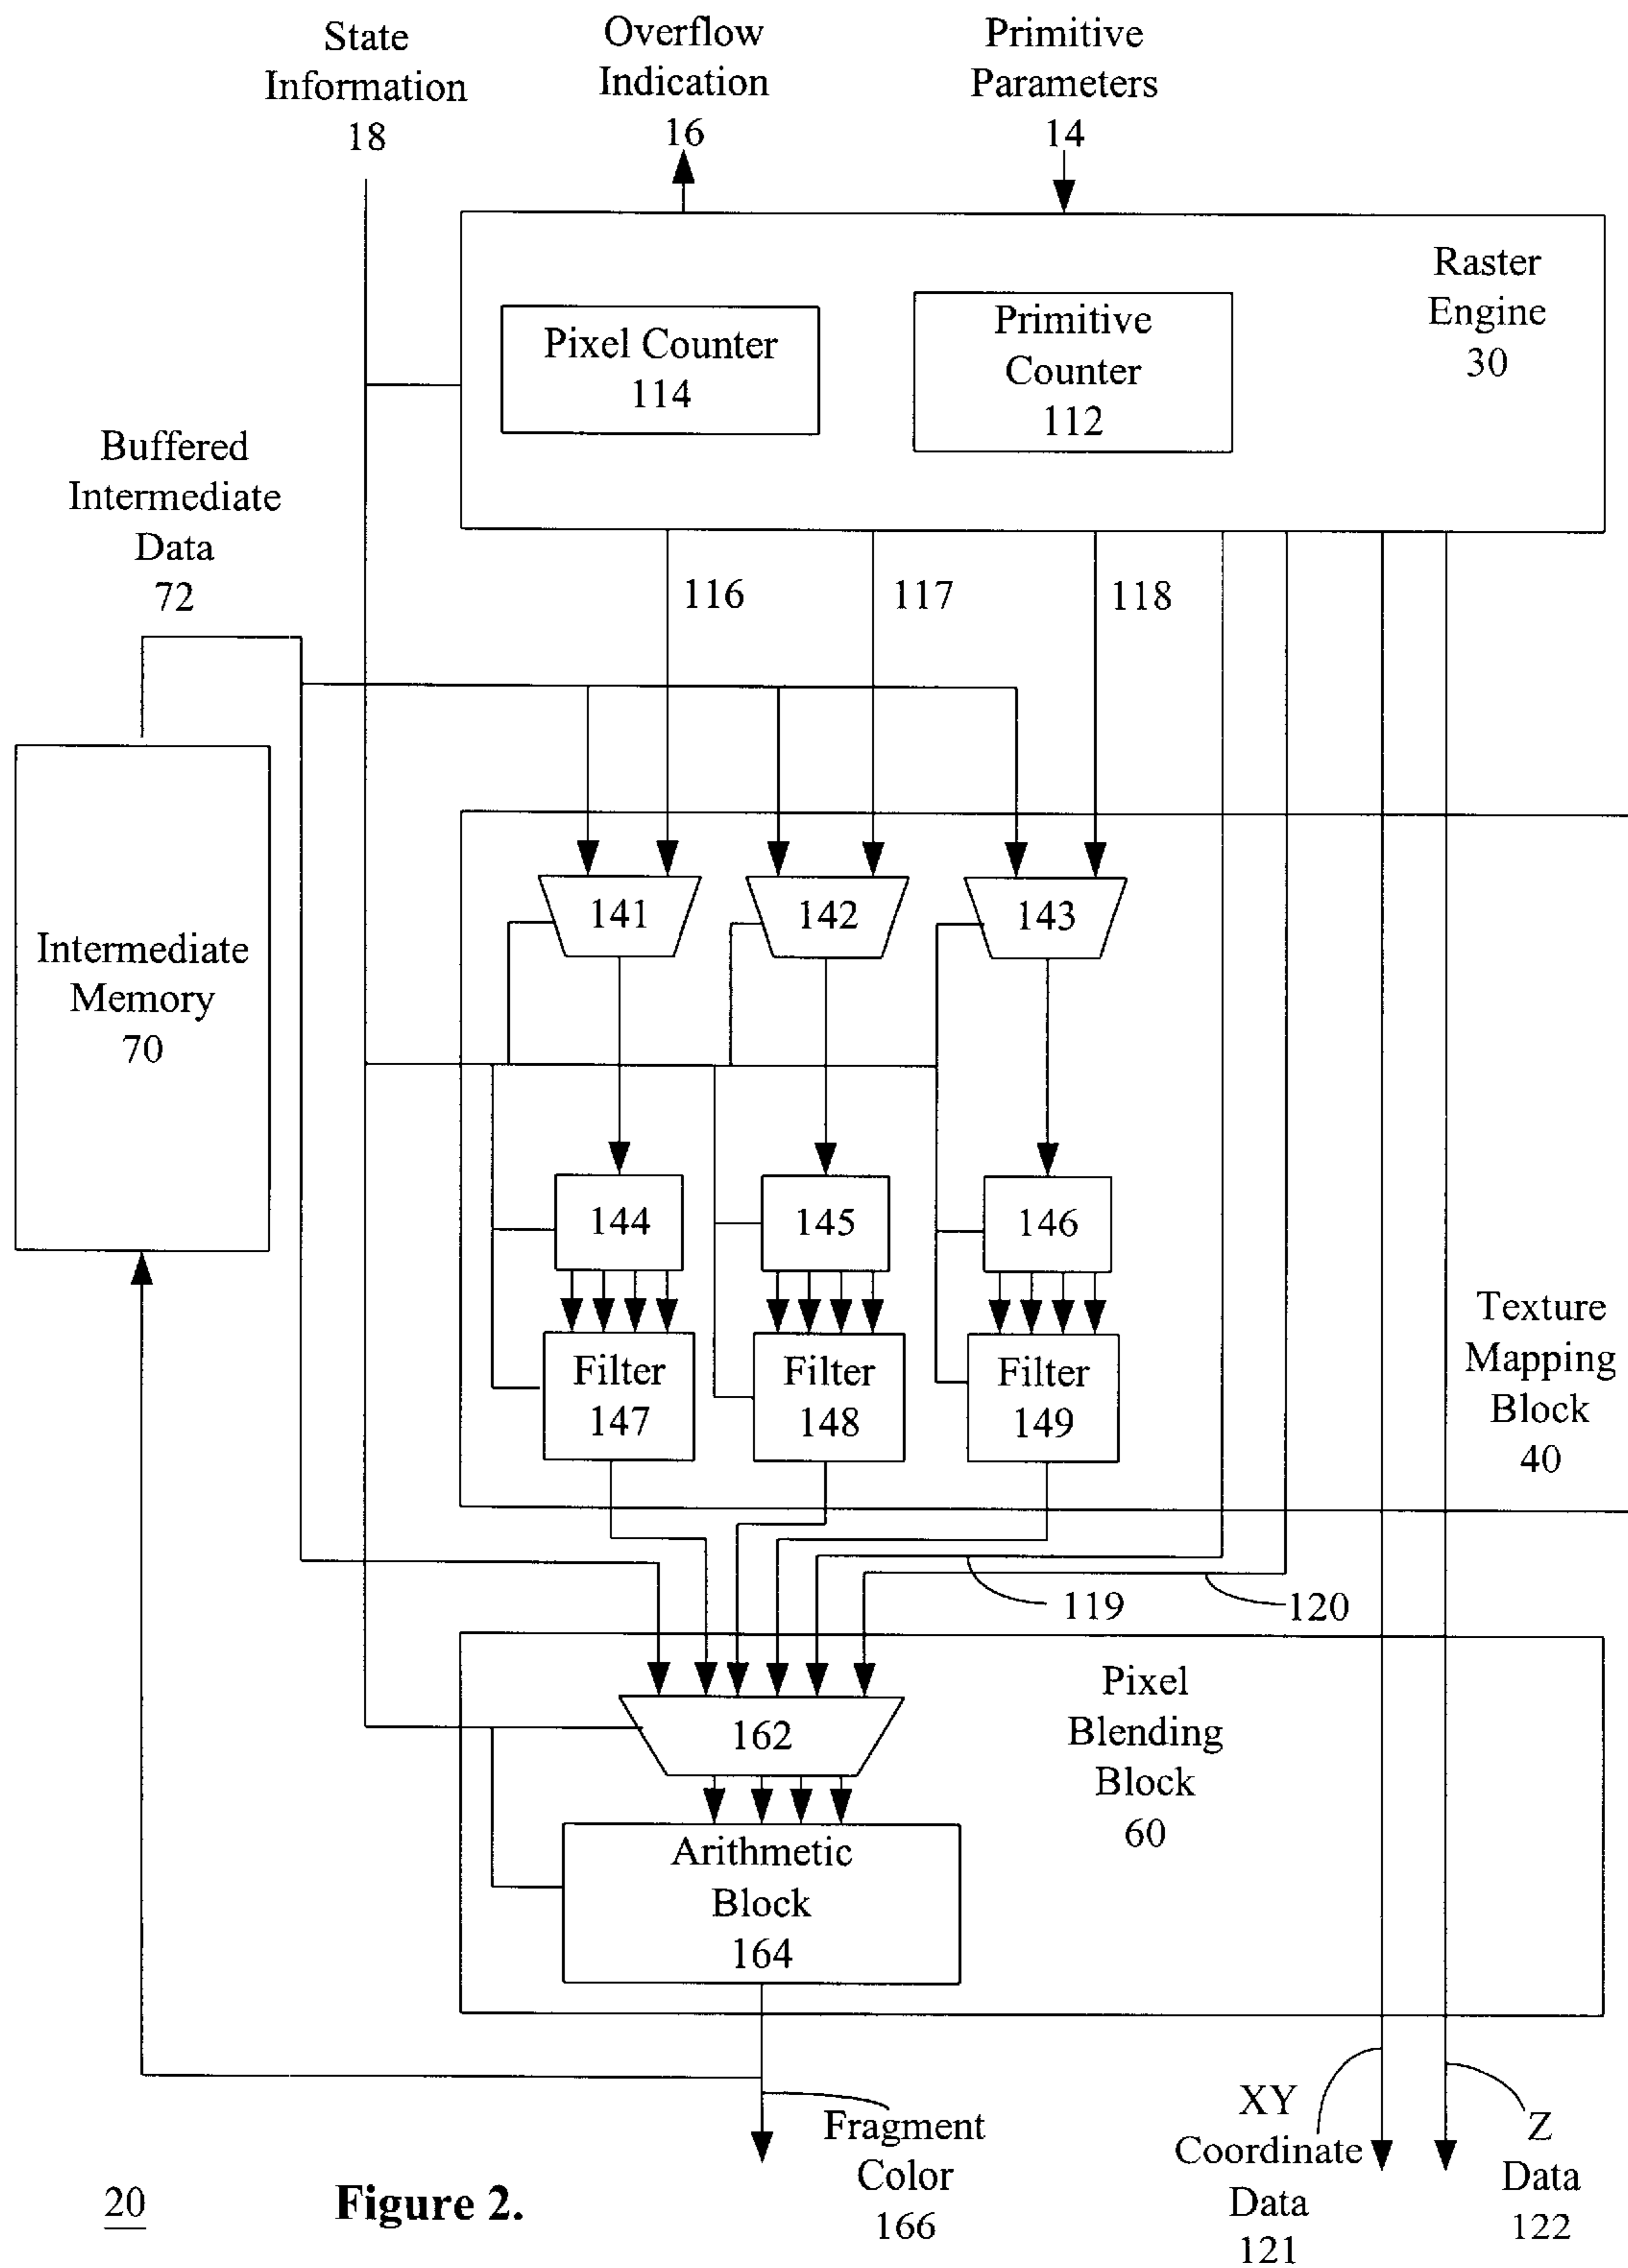 State
Information
18
Overflow
Indication
16
Primitive
Parameters
14
Raster
Engine
30
Pixel Counter
114
Primitive
Counter
112
Buffered
Intermediate
Data
72
116
117
118
Intermediate
Memory
70
141
142
143
144
145
146
Filter
147
Filter
148
Filter
149
Texture
Mapping
Block
40
119
120
162
Pixel
Blending
Block
60
Arithmetic
Block
164
Fragment
Color
166
XY
Coordinate
Data
121
Z
Data
122
20
Figure 2.